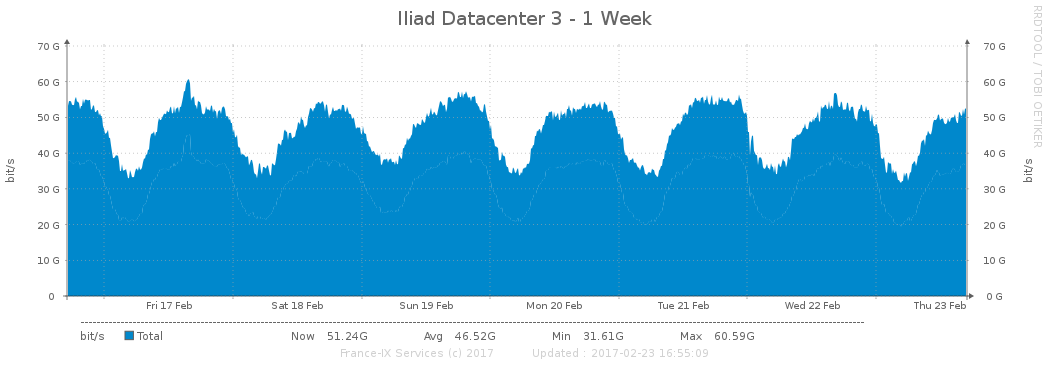 Iliad Datacenter 3 - 1 Week
RRDTOOL / TOBI OETIKER
bit/s
70 G 70 G
60 G 60 G
50 G 50 G
40 G 40 G
30 G 30 G
20 G 20 G
10 G 10 G
0 0 G
bit/s
Fri 17 Feb Sat 18 Feb Sun 19 Feb Mon 20 Feb Tue 21 Feb Wed 22 Feb Thu 23 Feb
bit/s Total Now 51.24G Avg 46.52G Min 31.61G Max 60.59G
France-IX Services (c) 2017 Updated : 2017-02-23 16:55:09